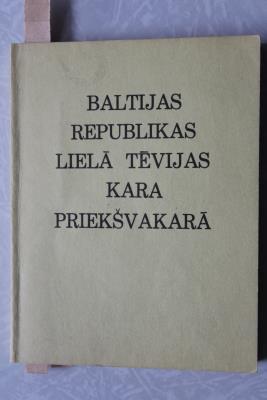 BALTIJAS
REPUBLIKAS
LIELĀ TĒVIJAS
KARA
PRIEKŠVAKARĀ